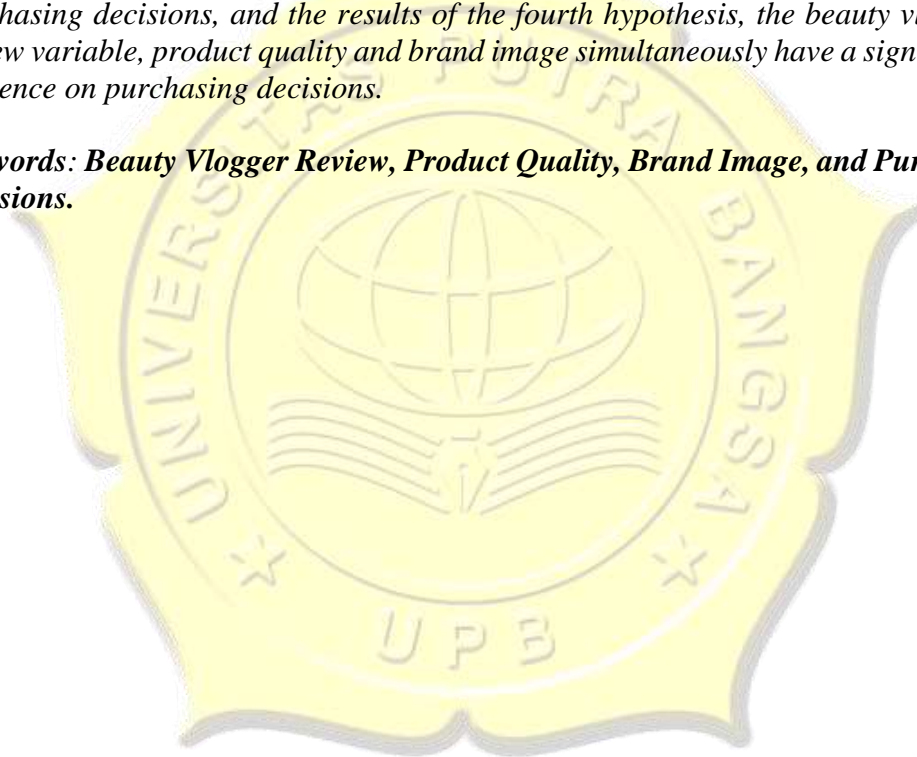 hasing decisions, and the results of the fourth hypothesis, the beauty v
ew variable, product quality and brand image simultaneously have a sign
ence on purchasing decisions.
words: Beauty Vlogger Review, Product Quality, Brand Image, and Pur
sions.
UNIVERSITAS PUTRA BANGSA
UPB